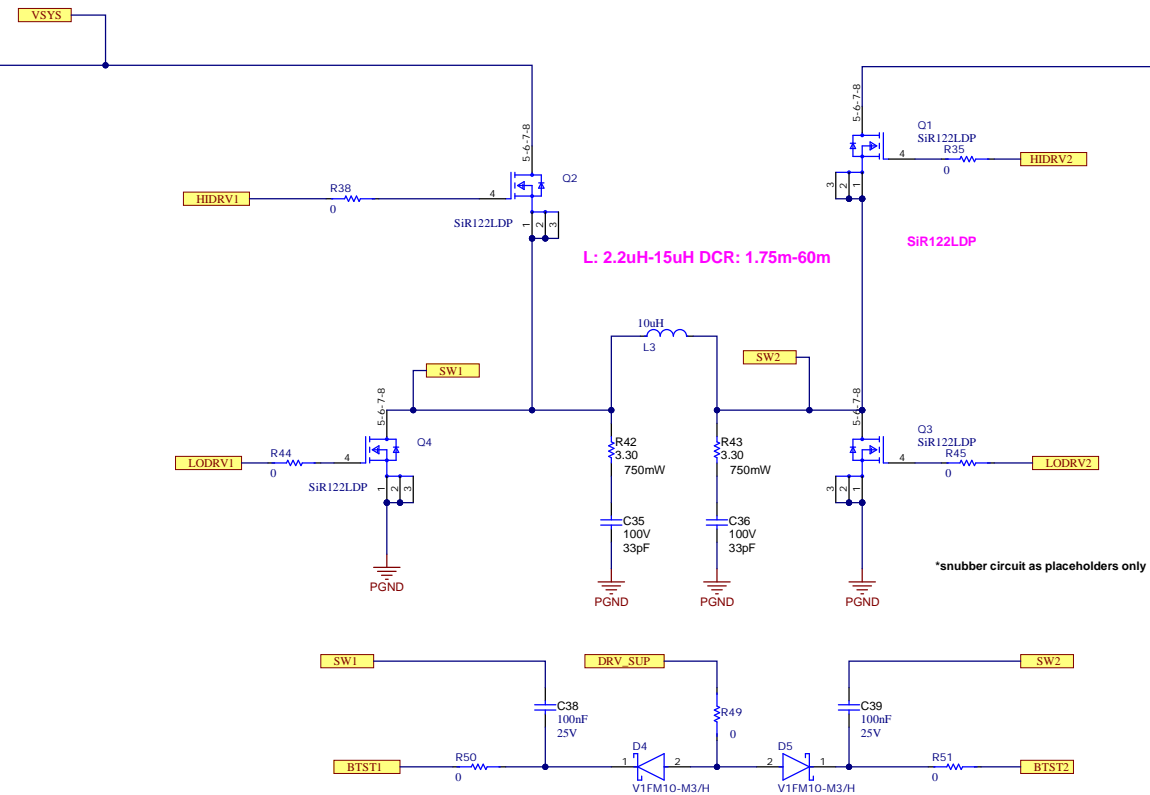 VSYS
5-6-7-8
5-6-7-8
Q1
SiR122LDP
R35
4
0
HIDRV2
Q2
4
HIDRV1
R38
0
SiR122LDP
1
2
3
3
2
1
SiR122LDP
L: 2.2uH-15uH DCR: 1.75m-60m
10uH
L3
SW1
SW2
5-6-7-8
5-6-7-8
Q4
R42
3.30
750mW
R43
3.30
750mW
Q3
SiR122LDP
R45
4
0
LODRV2
LODRV1
R44
0
4
SiR122LDP
1
2
3
3
2
1
C35
100V
33pF
C36
100V
33pF
*snubber circuit as placeholders only
PGND
PGND
PGND
PGND
SW1
DRV_SUP
SW2
C38
100nF
25V
R49
0
C39
100nF
25V
BTST1
R50
0
D4
1
2
V1FM10-M3/H
D5
2
1
V1FM10-M3/H
R51
0
BTST2